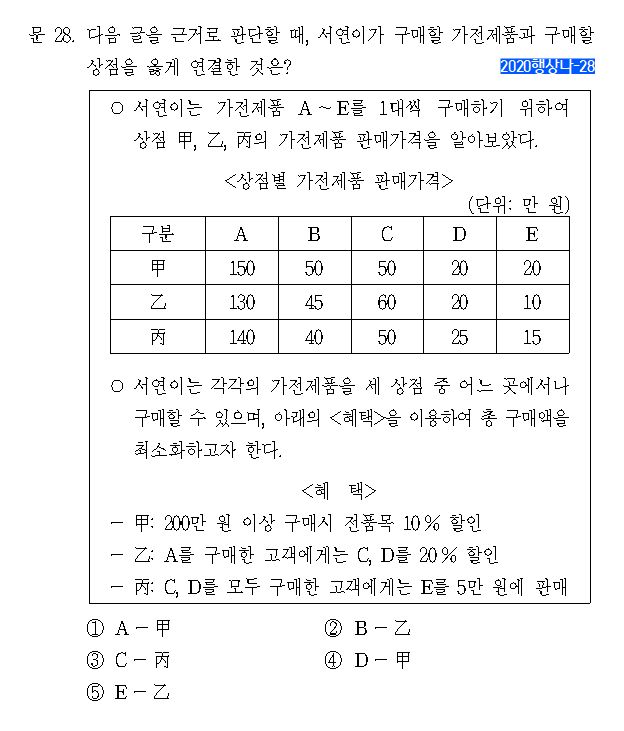 문 28. 다음 글을 근거로 판단할 때, 서연이가 구매할 가전제품과 구매할
상점을 옳게 연결한 것은?
2020행상나-28
○ 서연이는 가전제품 A ~ E를 1대씩 구매하기 위하여
상점 甲, 乙, 丙의 가전제품 판매가격을 알아보았다.
<상점별 가전제품 판매가격>
(단위: 만 원)
구분 A B C D E
甲 150 50 50 20 20
乙 130 45 60 20 10
丙 140 40 50 25 15
○ 서연이는 각각의 가전제품을 세 상점 중 어느 곳에서나
구매할 수 있으며, 아래의 <혜택>을 이용하여 총 구매액을
최소화하고자 한다.
<혜 택>
- 甲: 200만 원 이상 구매시 전품목 10% 할인
- 乙: A를 구매한 고객에게는 C, D를 20% 할인
- 丙: C, D를 모두 구매한 고객에게는 E를 5만 원에 판매
① A - 甲 ② B - 乙
③ C - 丙 ④ D - 甲
⑤ E - 乙